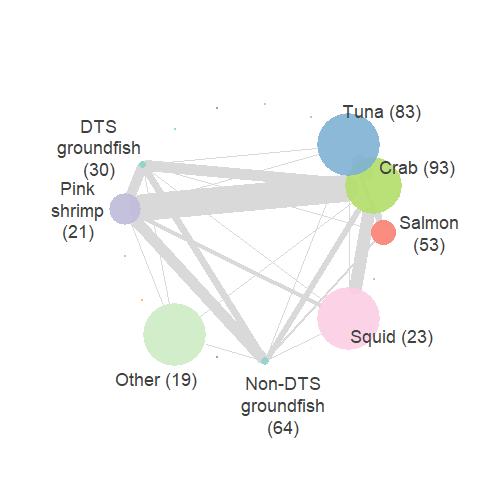 Tuna (83)
DTS
groundfish
(30)
Crab (93)
Pink
shrimp
(21)
Salmon
(53)
Squid (23)
Other (19)
Non-DTS
groundfish
(64)